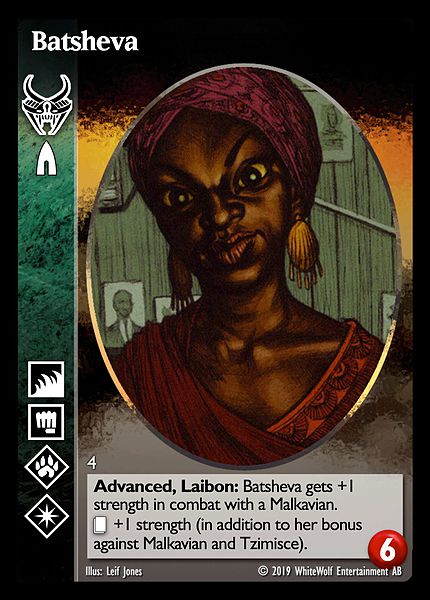 Batsheva
4
Advanced, Laibon: Batsheva gets +1
strength in combat with a Malkavian.
+1 strength (in addition to her bonus
against Malkavian and Tzimisce).
6
Illus: Leif Jones
© 2019 WhiteWolf Entertainment AB